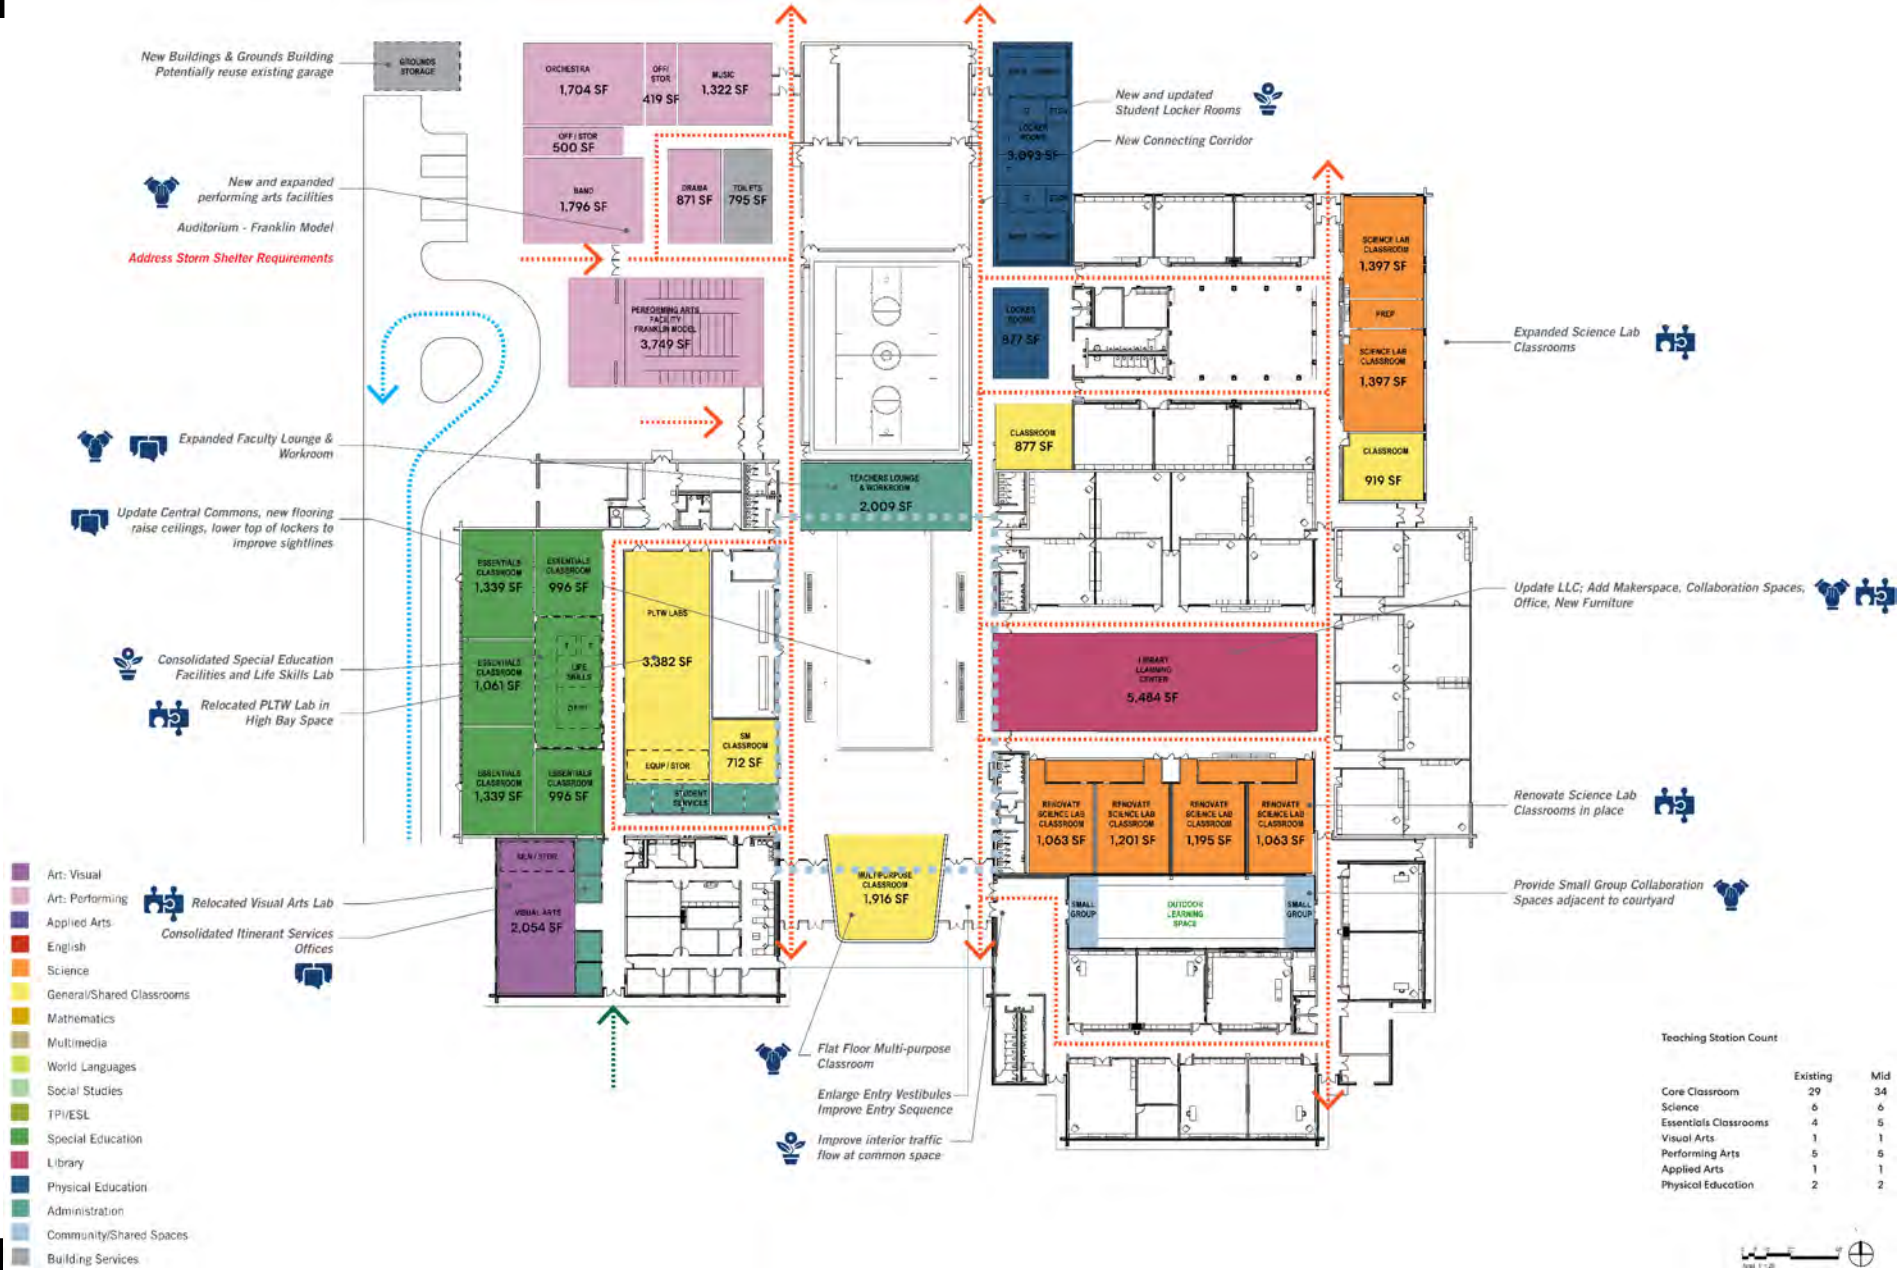 New Buildings & Grounds Building
Potentially reuse existing garage
GROUNDS
STORAGE
ORCHESTRA
1,704 SF
OFF/
STOR
419 SF
MUSIC
1,322 SF
OFF / STOR
500 SF
BAND
1,796 SF
DRAMA
871 SF
TOILETS
795 SF
New and expanded
performing arts facilities
Auditorium - Franklin Model
Address Storm Shelter Requirements
PERFORMING ARTS
FACILITY
FRANKLIN MODEL
3,749 SF
LOCKER
ROOMS
3,093 SF
New and updated
Student Locker Rooms
New Connecting Corridor
LOCKER
ROOMS
877 SF
SCIENCE LAB
CLASSROOM
1,397 SF
PREP
SCIENCE LAB
CLASSROOM
1,397 SF
Expanded Science Lab
Classrooms
CLASSROOM
877 SF
CLASSROOM
919 SF
Expanded Faculty Lounge &
Workroom
TEACHERS LOUNGE
& WORKROOM
2,009 SF
Update Central Commons, new flooring
raise ceilings, lower top of lockers to
improve sightlines
ESSENTIALS
CLASSROOM
1,339 SF
ESSENTIALS
CLASSROOM
996 SF
ESSENTIALS
CLASSROOM
1,061 SF
LIFE
SKILLS
ESSENTIALS
CLASSROOM
1,339 SF
ESSENTIALS
CLASSROOM
996 SF
PLTW LABS
3,382 SF
EQUIP / STOR
SM
CLASSROOM
712 SF
STUDENT
SERVICES
Consolidated Special Education
Facilities and Life Skills Lab
Relocated PLTW Lab in
High Bay Space
LIBRARY
LEARNING
CENTER
5,484 SF
Update LLC; Add Makerspace, Collaboration Spaces,
Office, New Furniture
RENOVATE
SCIENCE LAB
CLASSROOM
1,063 SF
RENOVATE
SCIENCE LAB
CLASSROOM
1,201 SF
RENOVATE
SCIENCE LAB
CLASSROOM
1,195 SF
RENOVATE
SCIENCE LAB
CLASSROOM
1,063 SF
Renovate Science Lab
Classrooms in place
MULTIPURPOSE
CLASSROOM
1,916 SF
SMALL
GROUP
OUTDOOR
LEARNING
SPACE
SMALL
GROUP
Provide Small Group Collaboration
Spaces adjacent to courtyard
VISUAL ARTS
2,054 SF
Relocated Visual Arts Lab
Consolidated Itinerant Services
Offices
Flat Floor Multi-purpose
Classroom
Enlarge Entry Vestibules
Improve Entry Sequence
Improve interior traffic
flow at common space
Art: Visual
Art: Performing
Applied Arts
English
Science
General/Shared Classrooms
Mathematics
Multimedia
World Languages
Social Studies
TPI/ESL
Special Education
Library
Physical Education
Administration
Community/Shared Spaces
Building Services
Teaching Station Count
Existing Mid
Core Classroom 29 34
Science 6 6
Essentials Classrooms 4 5
Visual Arts 1 1
Performing Arts 5 5
Applied Arts 1 1
Physical Education 2 2